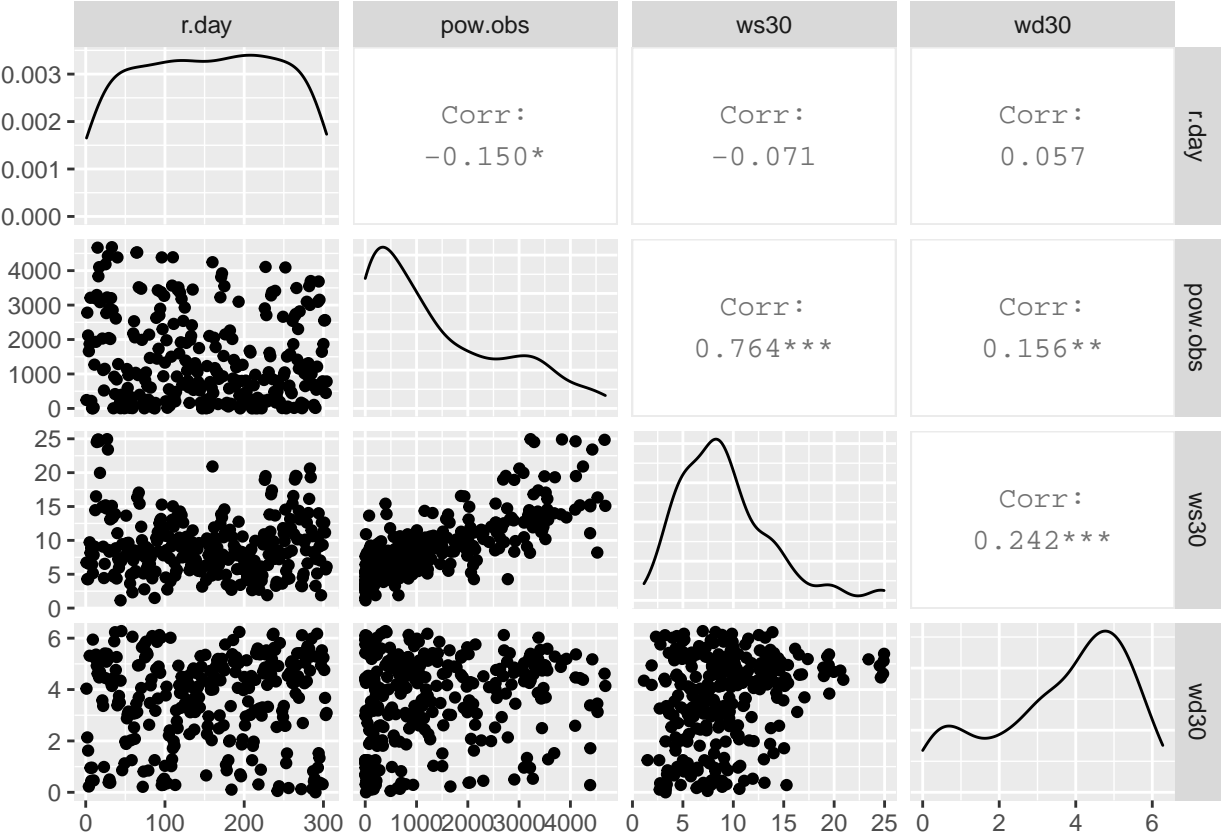 r.day pow.obs ws30 wd30
0.003
0.002
0.001
0.000
Corr:
-0.150*
Corr:
-0.071
Corr:
0.057
r.day
4000
3000
2000
1000
0
Corr:
0.764***
Corr:
0.156**
pow.obs
25
20
15
10
5
0
Corr:
0.242***
ws30
6
4
2
0
wd30
0 100 200 300 0 1000 2000 3000 4000 0 5 10 15 20 25 0 2 4 6